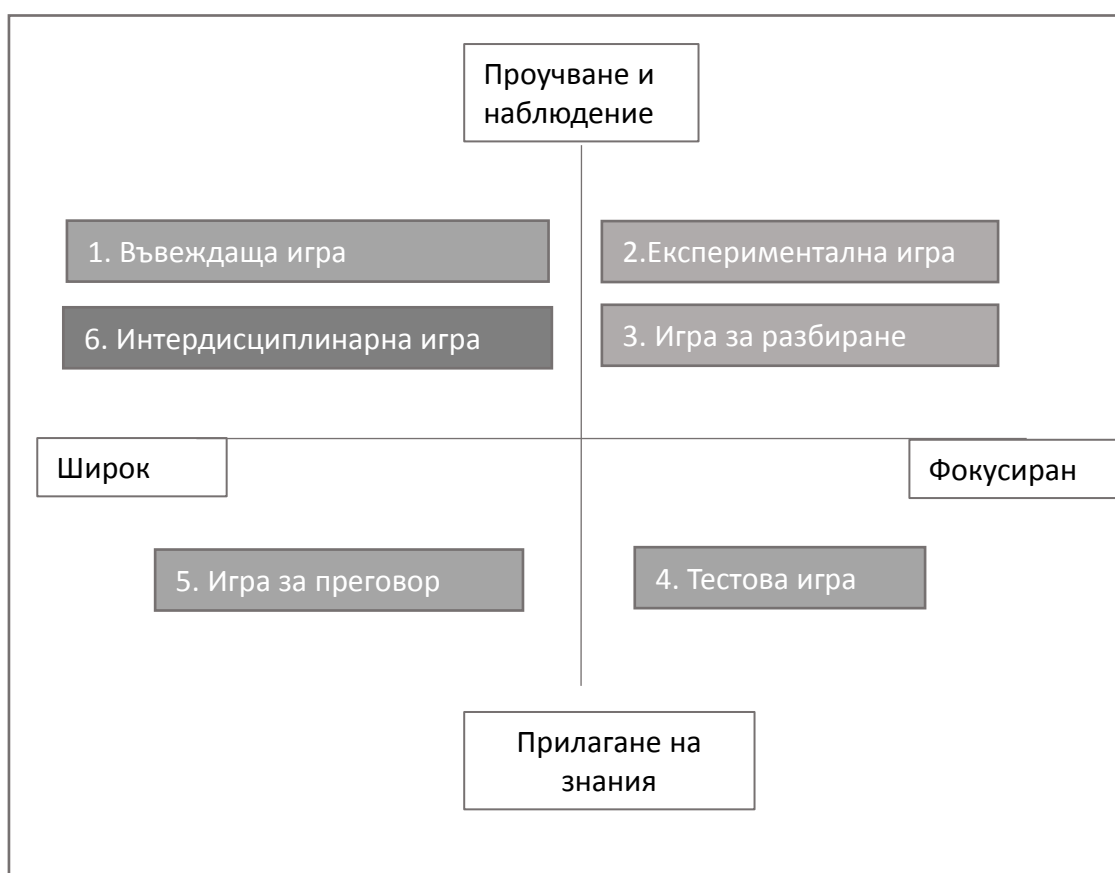 Проучване и
наблюдение
1. Въвеждаща игра
2.Експериментална игра
6. Интердисциплинарна игра
3. Игра за разбиране
Широк
Фокусиран
5. Игра за преговор
4. Тестова игра
Прилагане на
знания